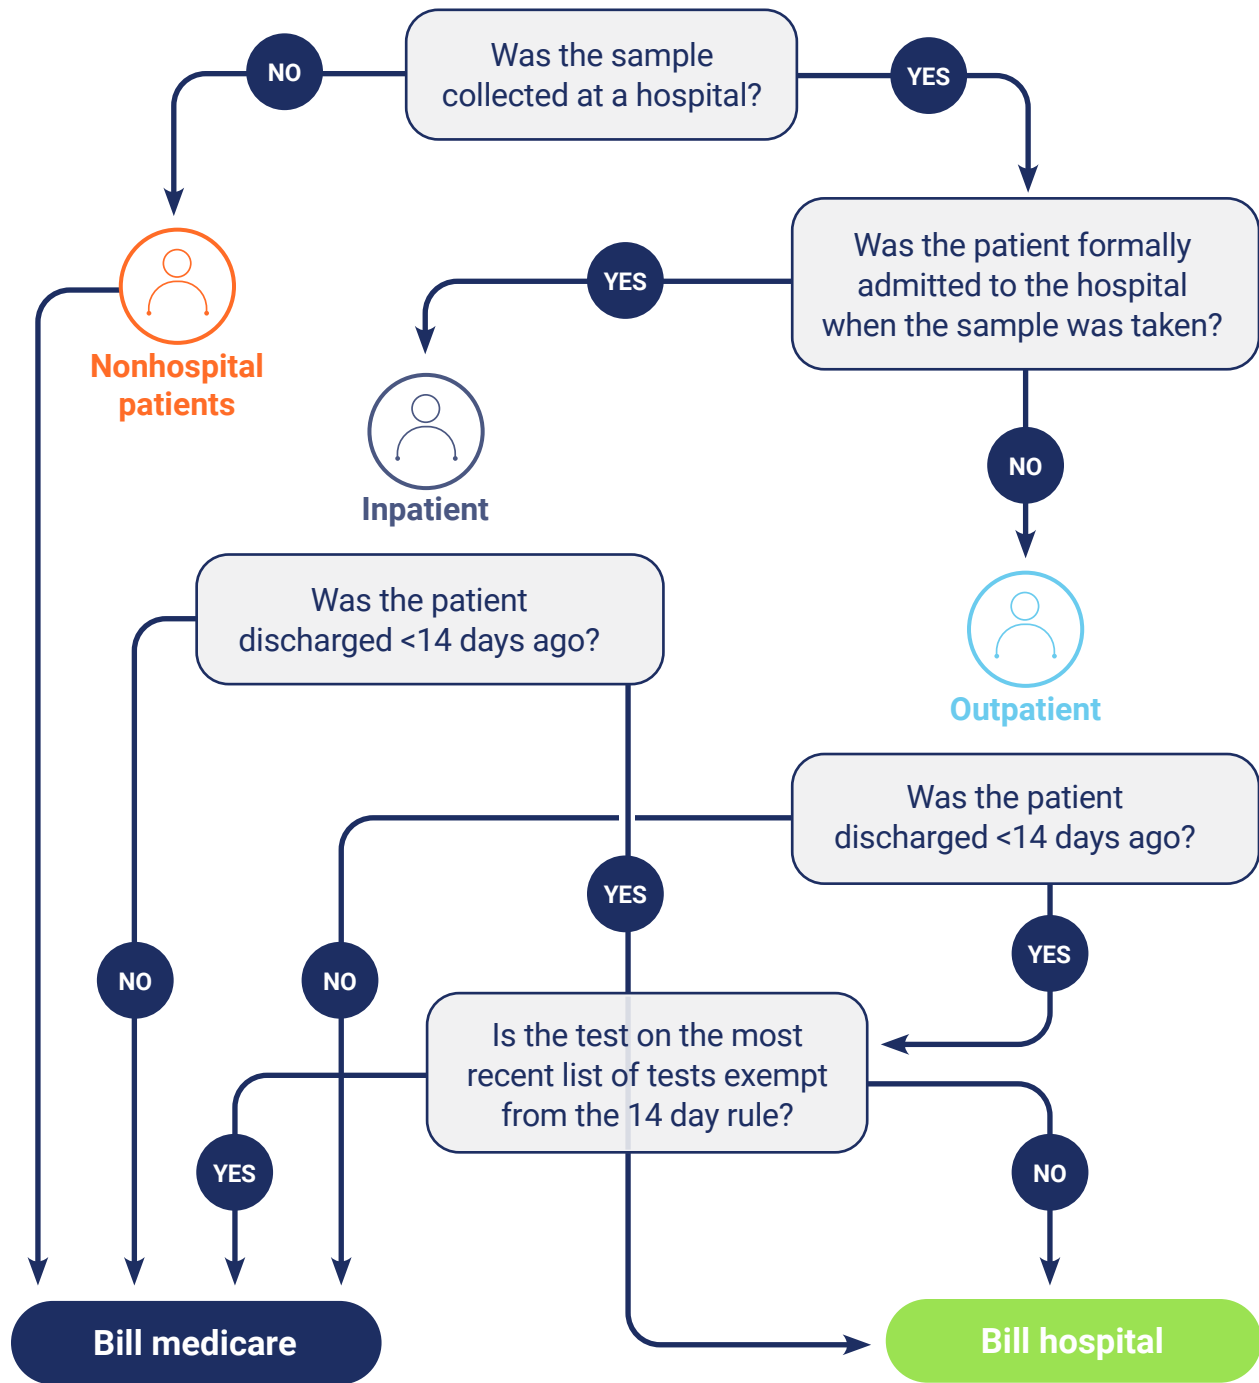 Was the sample
collected at a hospital?
NO
YES
Nonhospital
patients
Was the patient formally
admitted to the hospital
when the sample was taken?
YES
NO
Inpatient
Outpatient
Was the patient
discharged <14 days ago?
Was the patient
discharged <14 days ago?
YES
NO
NO
YES
Is the test on the most
recent list of tests exempt
from the 14 day rule?
YES
NO
Bill medicare
Bill hospital